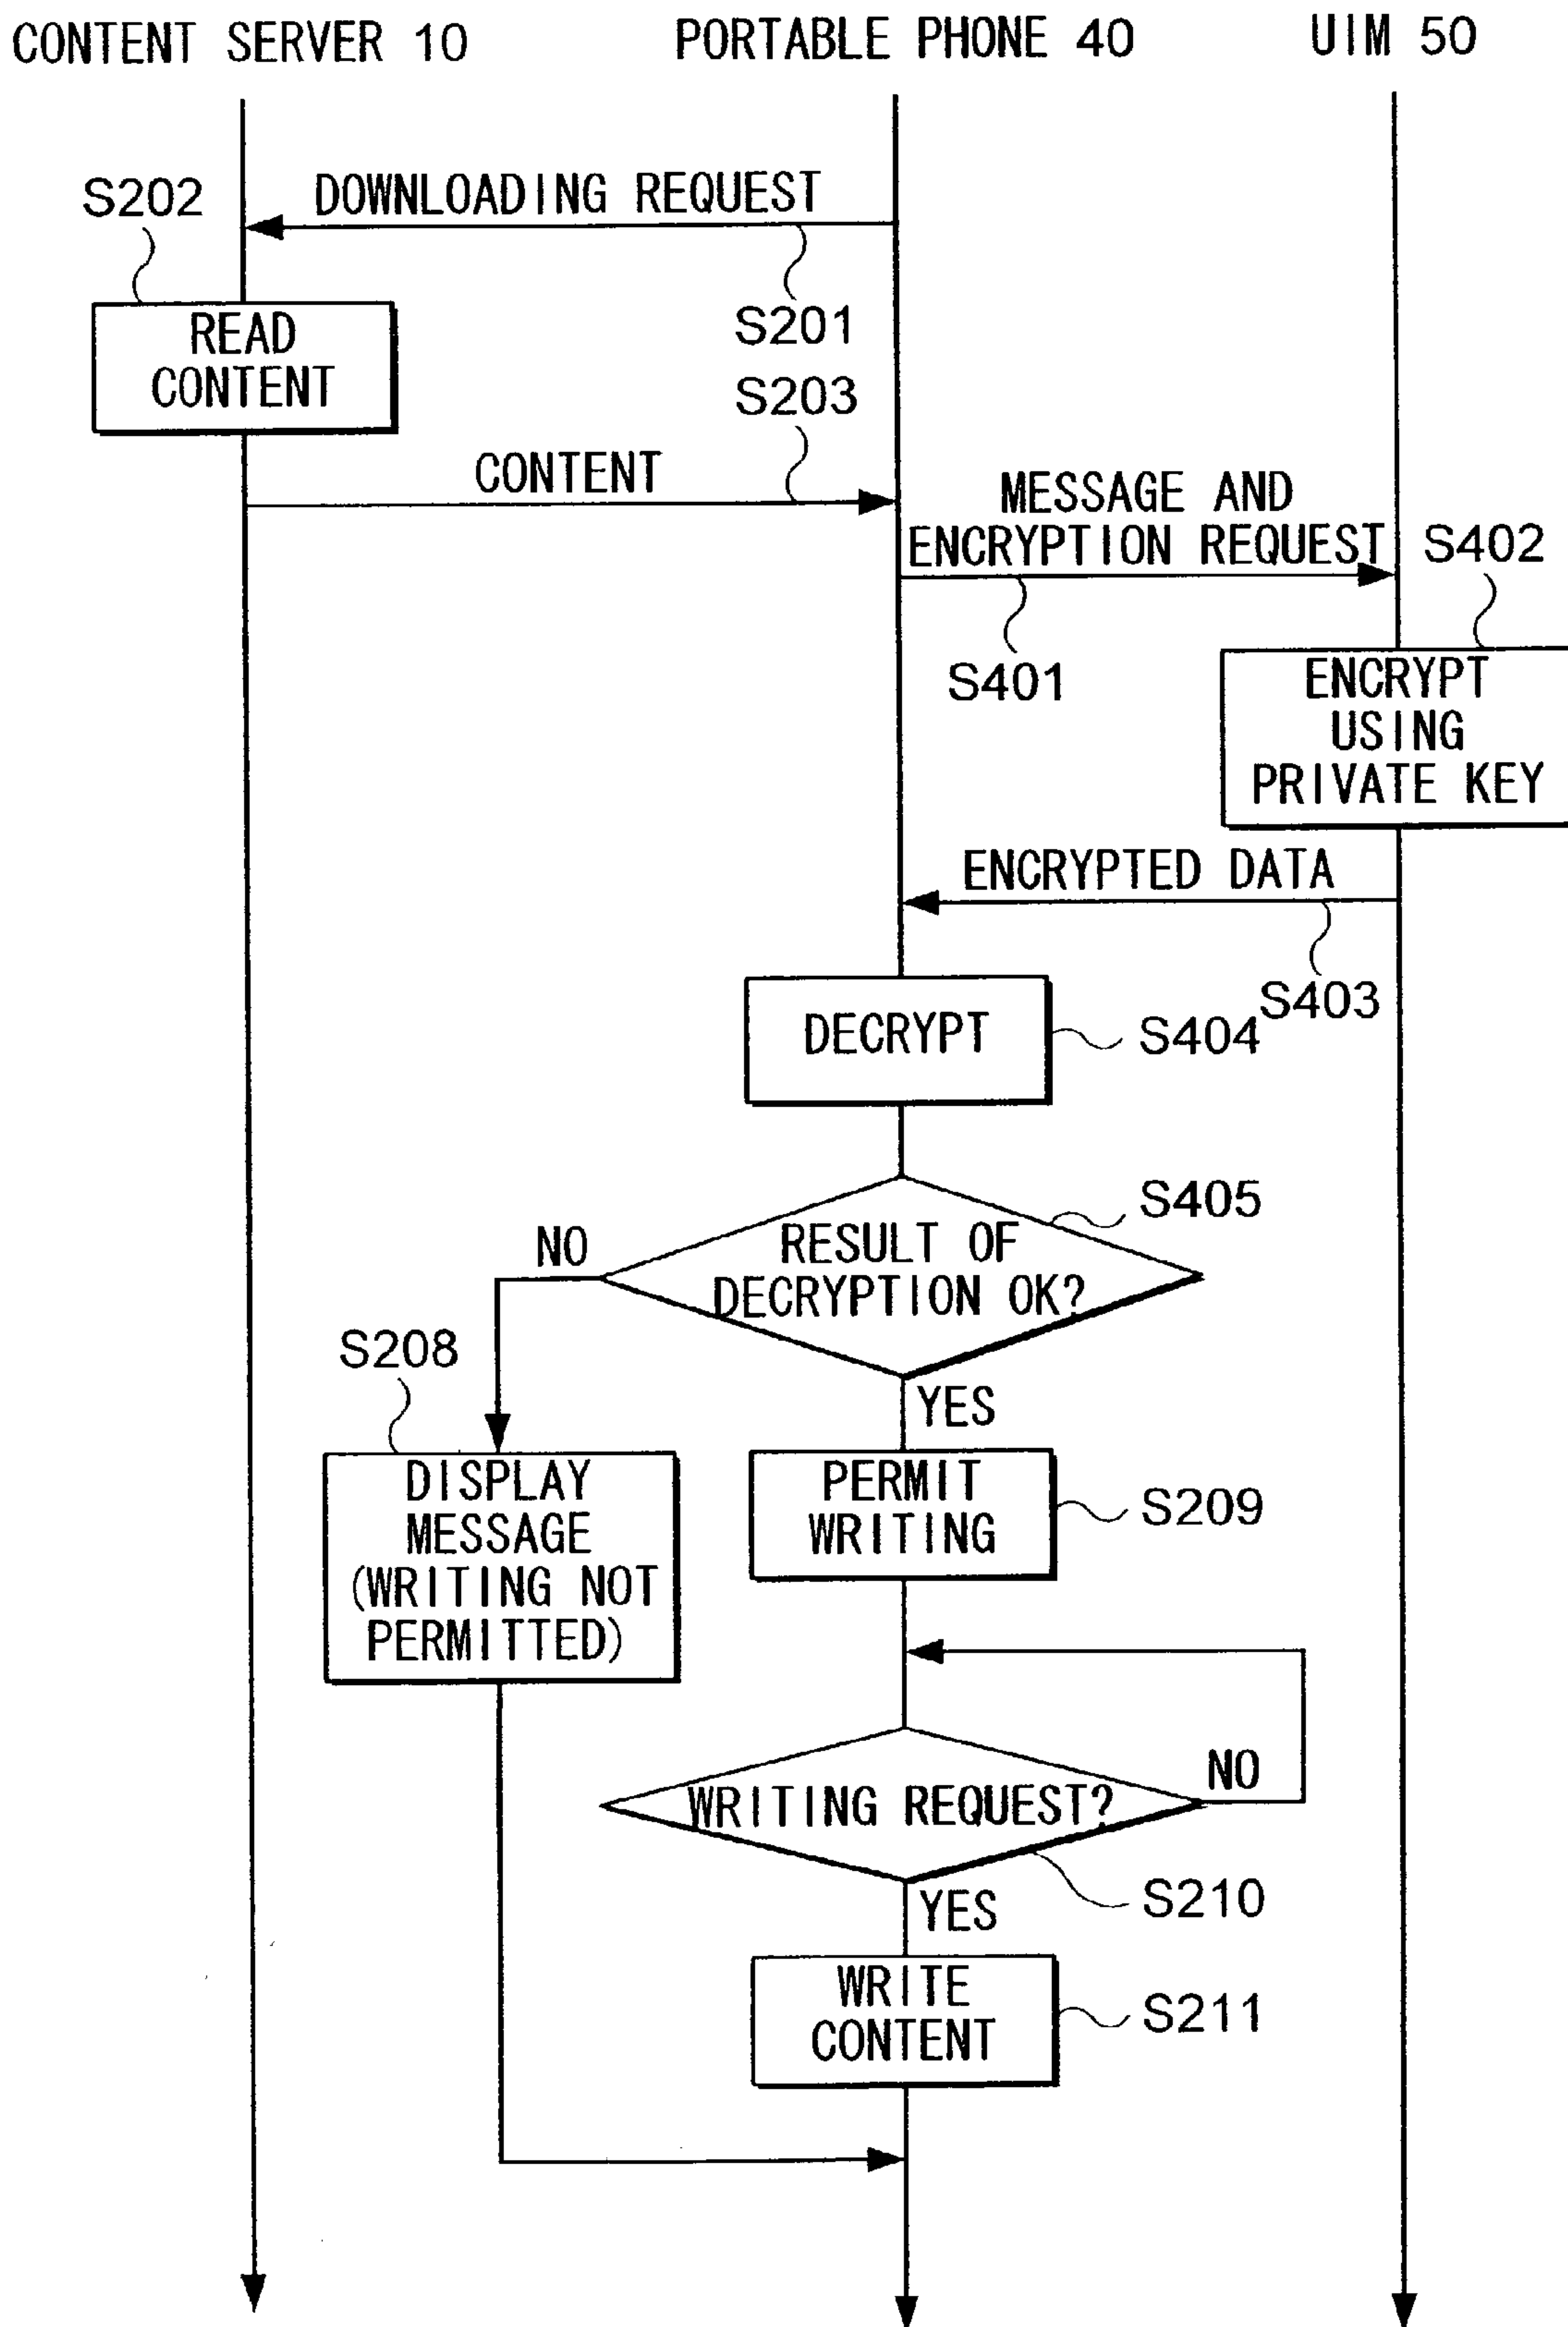 CONTENT SERVER 10
PORTABLE PHONE 40
UIM 50
S202
DOWNLOADING REQUEST
S201
READ
CONTENT
S203
CONTENT
MESSAGE AND
ENCRYPTION REQUEST
S402
S401
ENCRYPT
USING
PRIVATE KEY
ENCRYPTED DATA
S403
DECRYPT
S404
S405
NO
RESULT OF
DECRYPTION OK?
S208
YES
DISPLAY
MESSAGE
(WRITING NOT
PERMITTED)
PERMIT
WRITING
S209
NO
WRITING REQUEST?
S210
YES
WRITE
CONTENT
S211